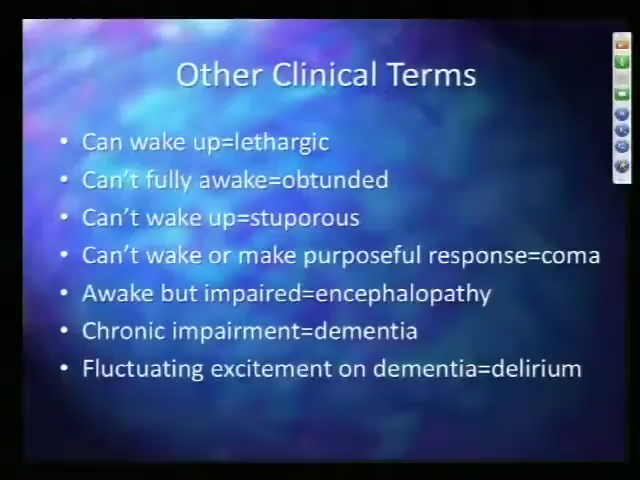 Other Clinical Terms
• Can wake up=lethargic
• Can't fully awake=obtunded
• Can't wake up=stuporous
• Can't wake or make purposeful response=coma
• Awake but impaired=encephalopathy
• Chronic impairment=dementia
• Fluctuating excitement on dementia=delirium